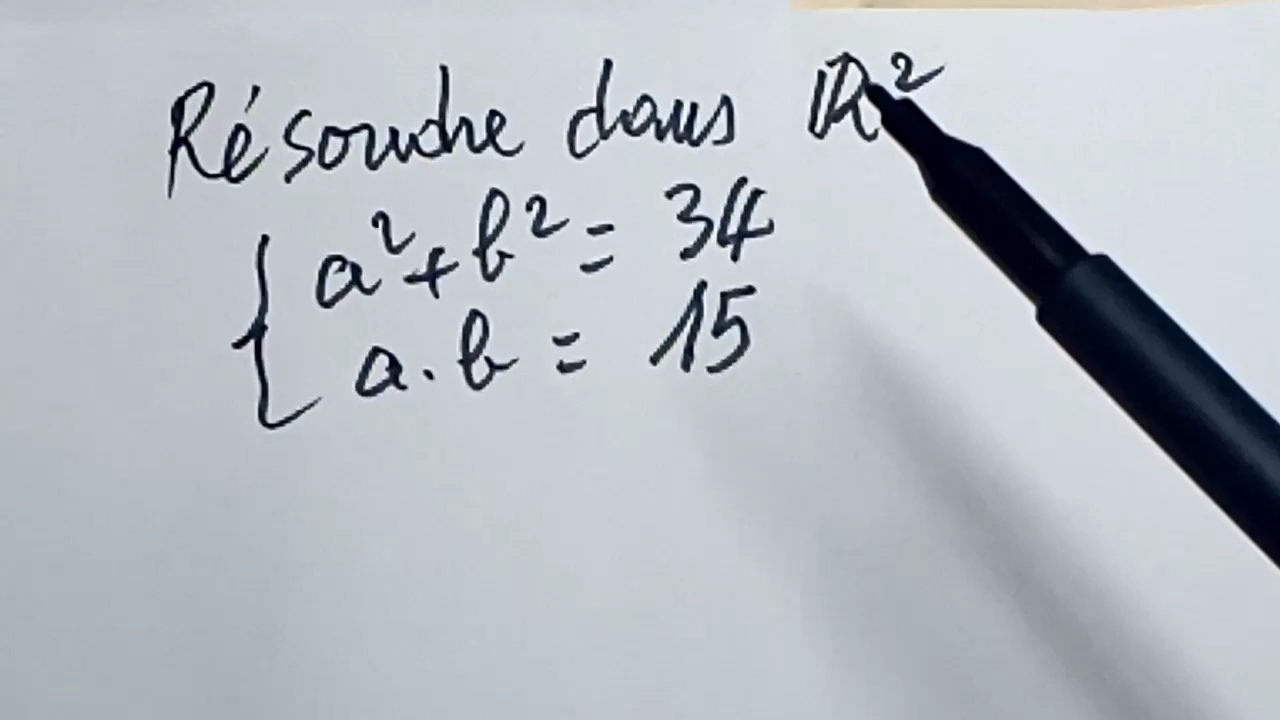 Résoudre dans ℝ²
{ a² + b² = 34
a . b = 15